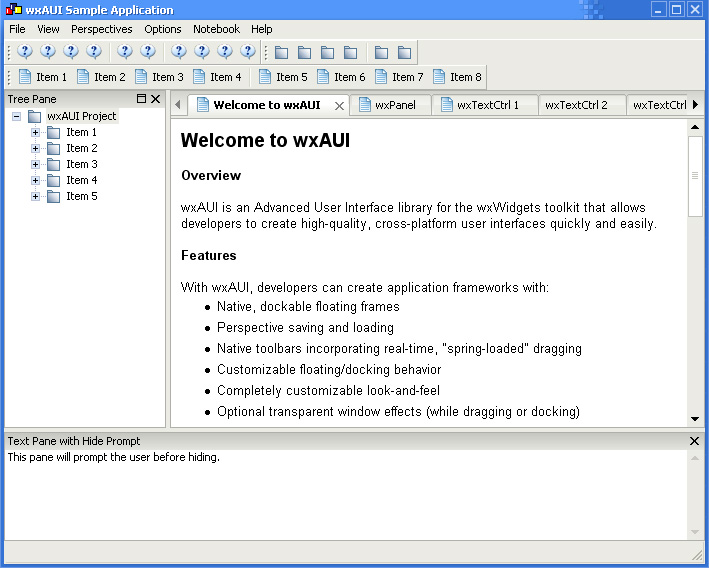 wxAUI Sample Application
File View Perspectives Options Notebook Help
Item 1 Item 2 Item 3 Item 4 Item 5 Item 6 Item 7 Item 8
Tree Pane
wxAUI Project
Item 1
Item 2
Item 3
Item 4
Item 5
Welcome to wxAUI wxPanel wxTextCtrl 1 wxTextCtrl 2 wxTextCtrl
Welcome to wxAUI
Overview
wxAUI is an Advanced User Interface library for the wxWidgets toolkit that allows
developers to create high-quality, cross-platform user interfaces quickly and easily.
Features
With wxAUI, developers can create application frameworks with:
• Native, dockable floating frames
• Perspective saving and loading
• Native toolbars incorporating real-time, "spring-loaded" dragging
• Customizable floating/docking behavior
• Completely customizable look-and-feel
• Optional transparent window effects (while dragging or docking)
Text Pane with Hide Prompt
This pane will prompt the user before hiding.